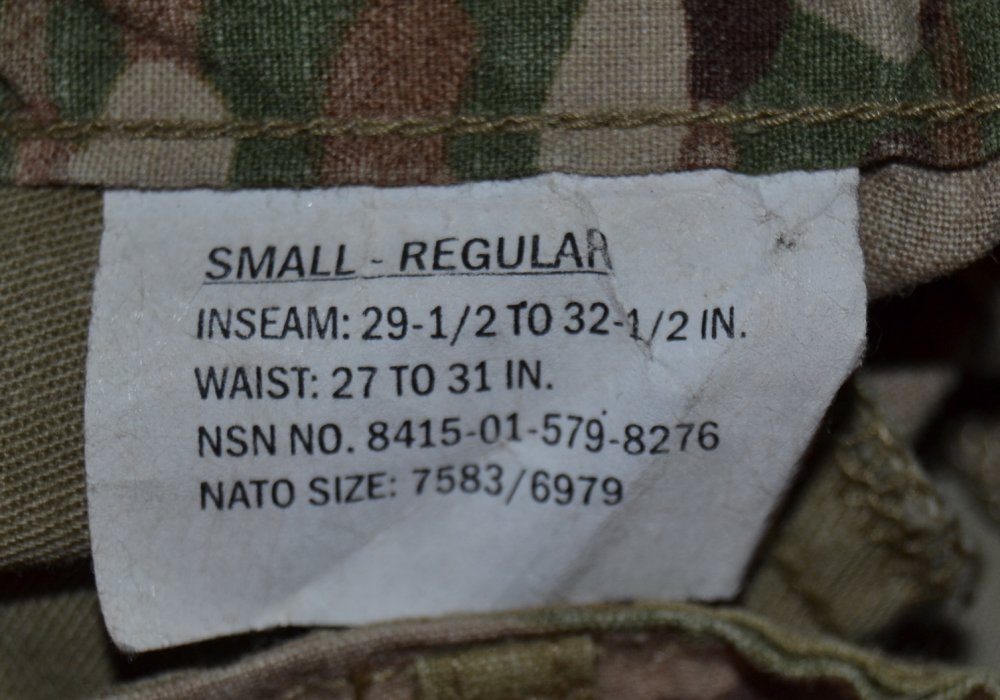 SMALL - REGULAR
INSEAM: 29-1/2 TO 32-1/2 IN.
WAIST: 27 TO 31 IN.
NSN NO. 8415-01-579-8276
NATO SIZE: 7583/6979